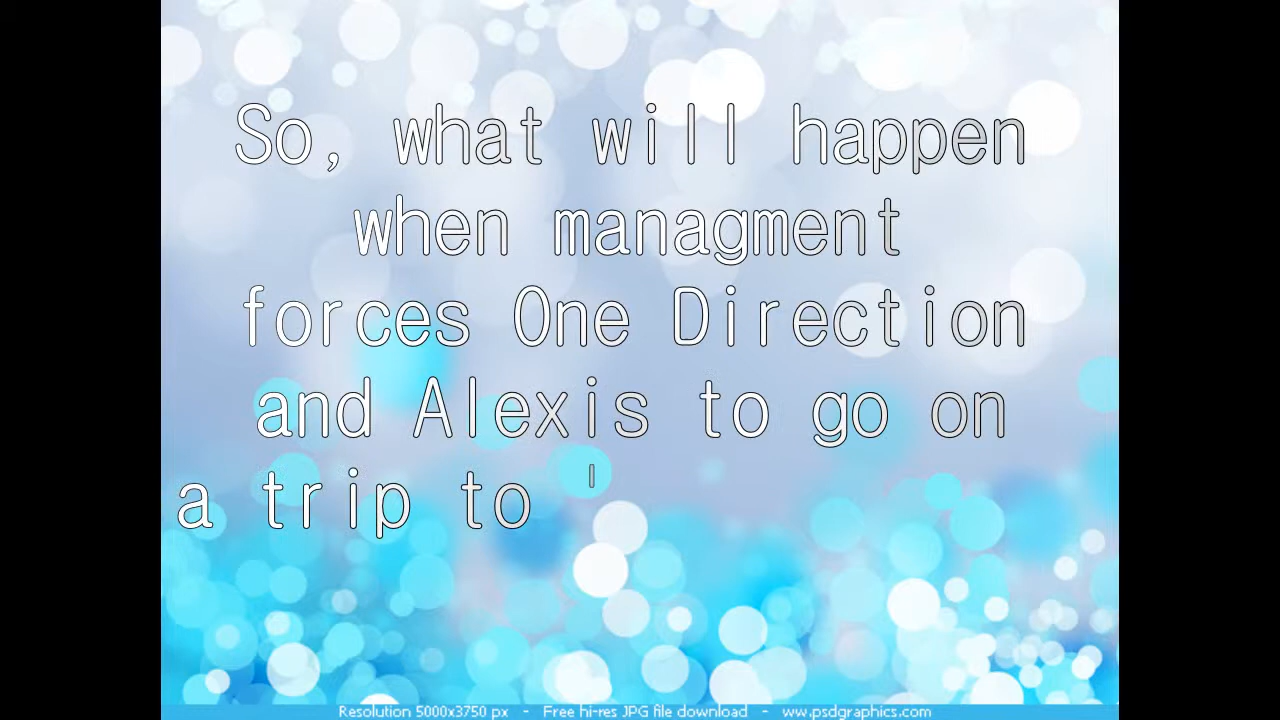 So, what will happen
when managment
forces One Direction
and Alexis to go on
a trip to '
Resolution 5000x3750 px - Free hi-res JPG file download - www.psdgraphics.com